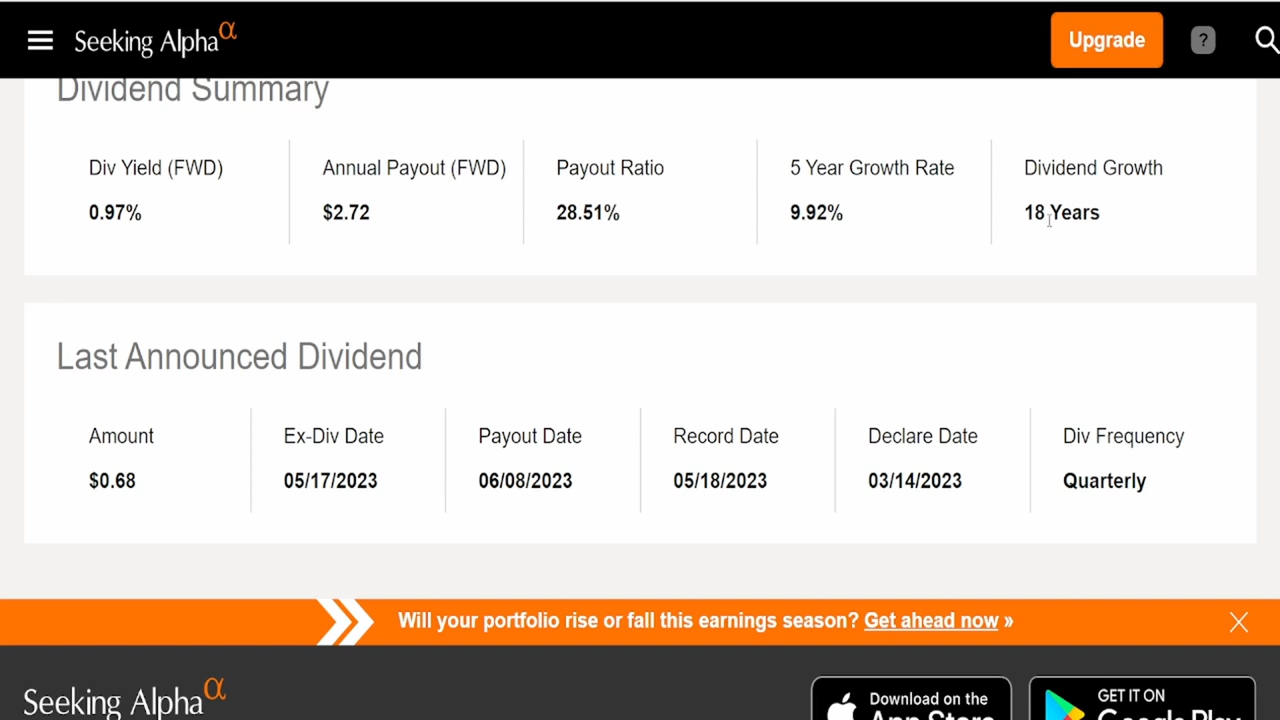 Seeking Alpha α
Upgrade
?
Dividend Summary
Div Yield (FWD) Annual Payout (FWD) Payout Ratio 5 Year Growth Rate Dividend Growth
0.97% $2.72 28.51% 9.92% 18 Years
Last Announced Dividend
Amount Ex-Div Date Payout Date Record Date Declare Date Div Frequency
$0.68 05/17/2023 06/08/2023 05/18/2023 03/14/2023 Quarterly
Will your portfolio rise or fall this earnings season? Get ahead now »
Seeking Alpha α
Download on the
App Store
GET IT ON
Google Play